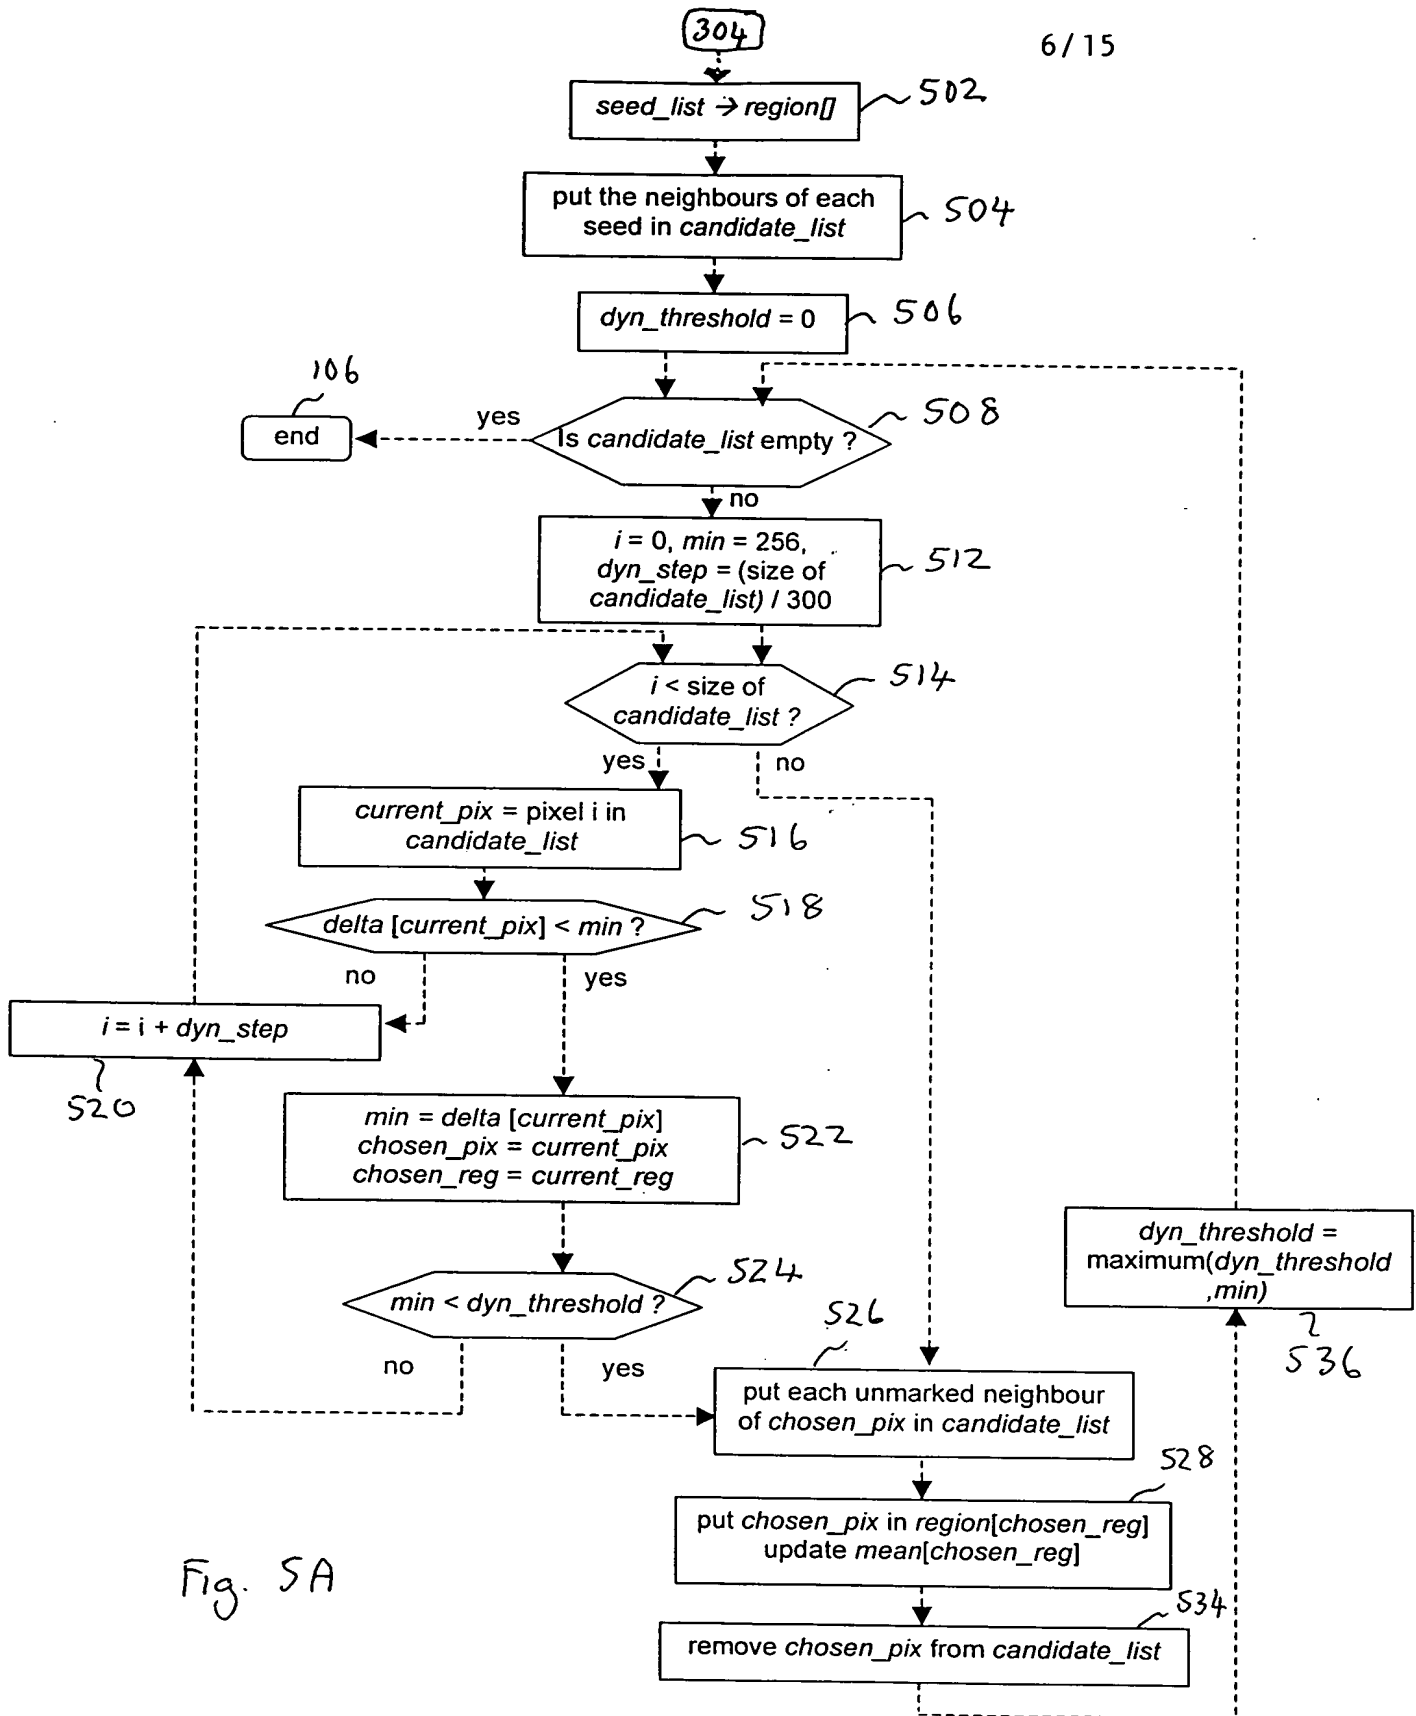 304
6/15
seed_list → region[]
502
put the neighbours of each
seed in candidate_list
504
dyn_threshold = 0
506
106
end
yes
Is candidate_list empty ?
508
no
i = 0, min = 256,
dyn_step = (size of
candidate_list) / 300
512
i < size of
candidate_list ?
514
yes
no
current_pix = pixel i in
candidate_list
516
delta [current_pix] < min ?
518
no
yes
i = i + dyn_step
520
min = delta [current_pix]
chosen_pix = current_pix
chosen_reg = current_reg
522
min < dyn_threshold ?
524
no
yes
dyn_threshold =
maximum(dyn_threshold
,min)
536
526
put each unmarked neighbour
of chosen_pix in candidate_list
528
put chosen_pix in region[chosen_reg]
update mean[chosen_reg]
534
remove chosen_pix from candidate_list
Fig. 5A